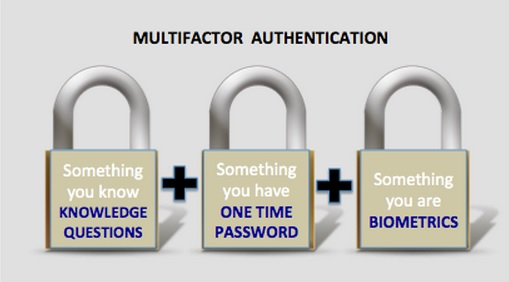 MULTIFACTOR AUTHENTICATION
Something
you know
KNOWLEDGE
QUESTIONS
Something
you have
ONE TIME
PASSWORD
Something
you are
BIOMETRICS